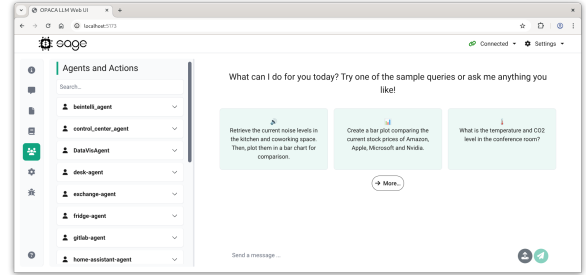 OPACA LLM Web UI
localhost:5173
sage
Connected
Settings
Agents and Actions
Search...
beintelli_agent
control_center_agent
DataVisAgent
desk-agent
exchange-agent
fridge-agent
gitlab-agent
home-assistant-agent
What can I do for you today? Try one of the sample queries or ask me anything you
like!
Retrieve the current noise levels in
the kitchen and coworking space.
Then, plot them in a bar chart for
comparison.
Create a bar plot comparing the
current stock prices of Amazon,
Apple, Microsoft and Nvidia.
What is the temperature and CO2
level in the conference room?
More...
Send a message ...